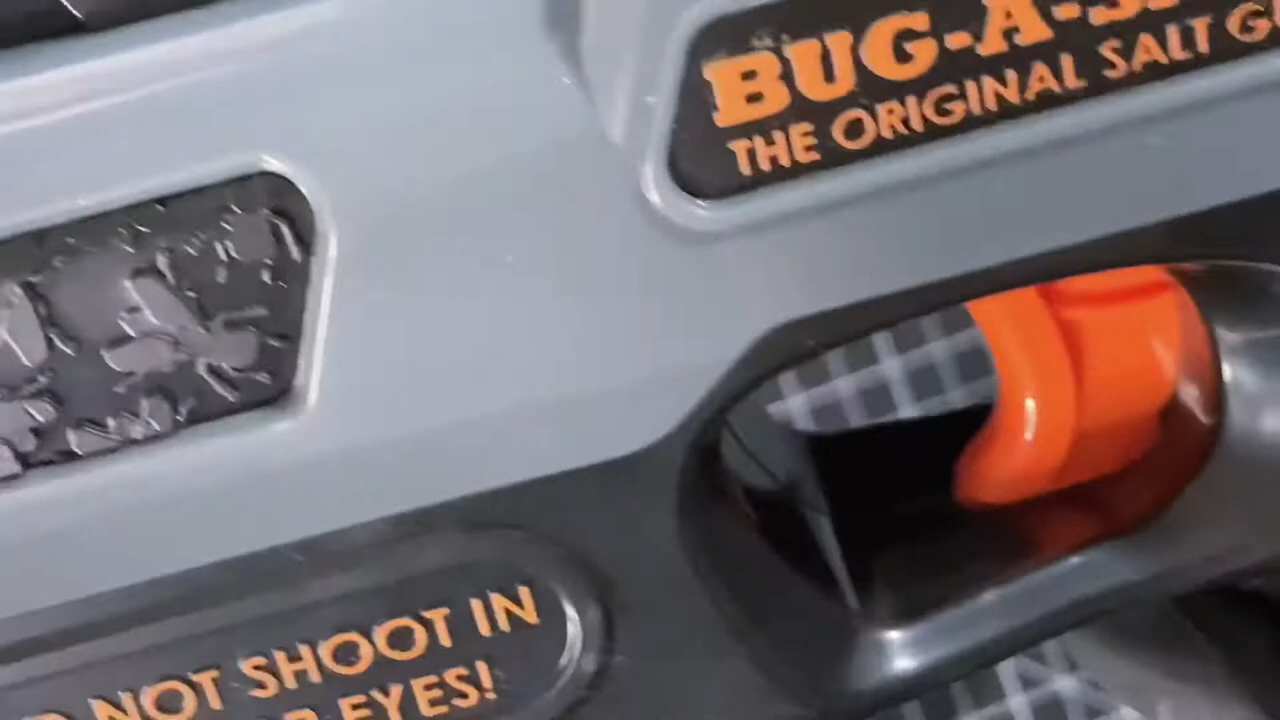 BUG-A-
THE ORIGINAL SALT G
NOT SHOOT IN
EYES!